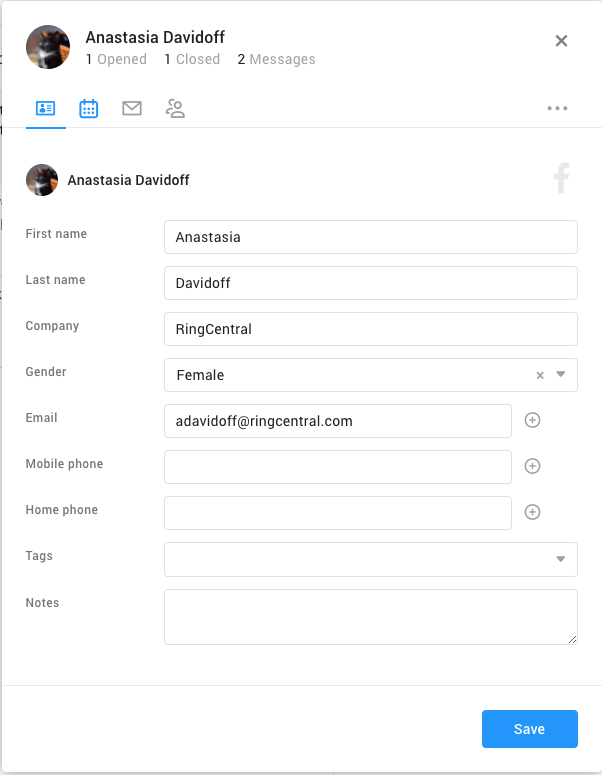 Anastasia Davidoff
1 Opened 1 Closed 2 Messages
Anastasia Davidoff
First name
Anastasia
Last name
Davidoff
Company
RingCentral
Gender
Female
Email
adavidoff@ringcentral.com
Mobile phone
Home phone
Tags
Notes
Save